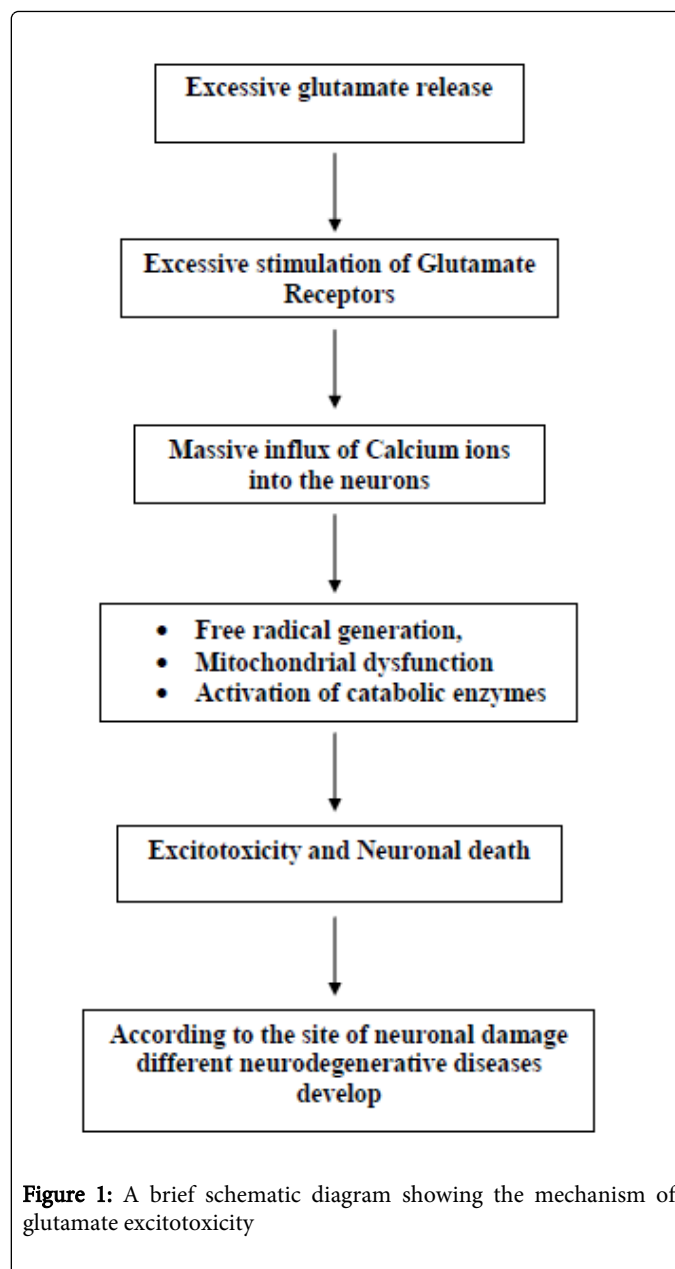 Excessive glutamate release
Excessive stimulation of Glutamate
Receptors
Massive influx of Calcium ions
into the neurons
• Free radical generation,
• Mitochondrial dysfunction
• Activation of catabolic enzymes
Excitotoxicity and Neuronal death
According to the site of neuronal damage
different neurodegenerative diseases
develop
Figure 1: A brief schematic diagram showing the mechanism of
glutamate excitotoxicity